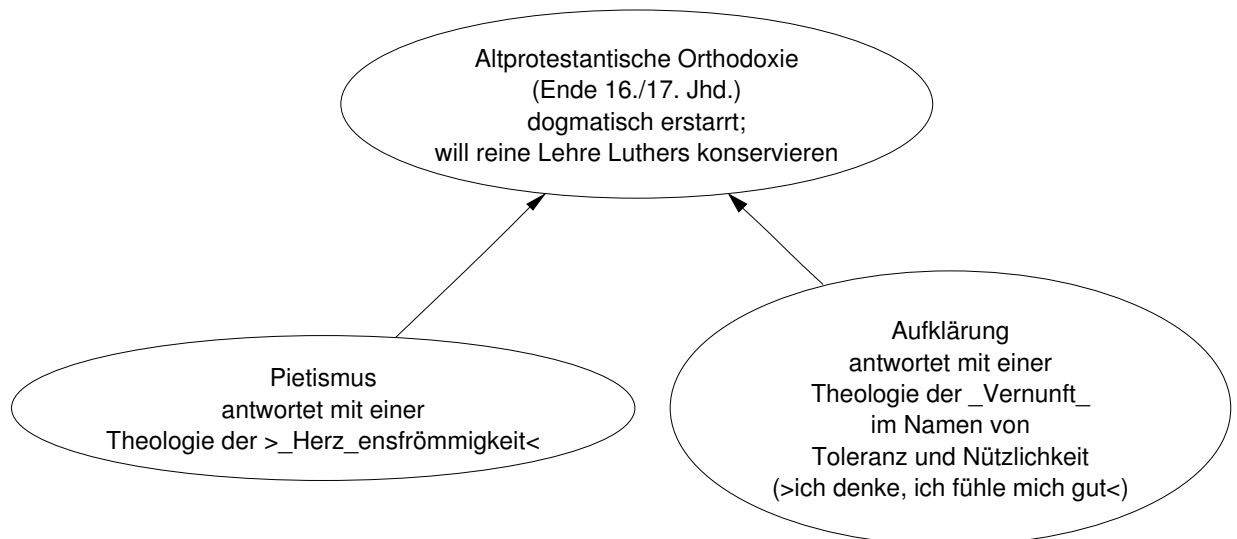 Altprotestantische Orthodoxie
(Ende 16./17. Jhd.)
dogmatisch erstarrt;
will reine Lehre Luthers konservieren
Pietismus
antwortet mit einer
Theologie der >_Herz_ensfrömmigkeit<
Aufklärung
antwortet mit einer
Theologie der _Vernunft_
im Namen von
Toleranz und Nützlichkeit
(>ich denke, ich fühle mich gut<)